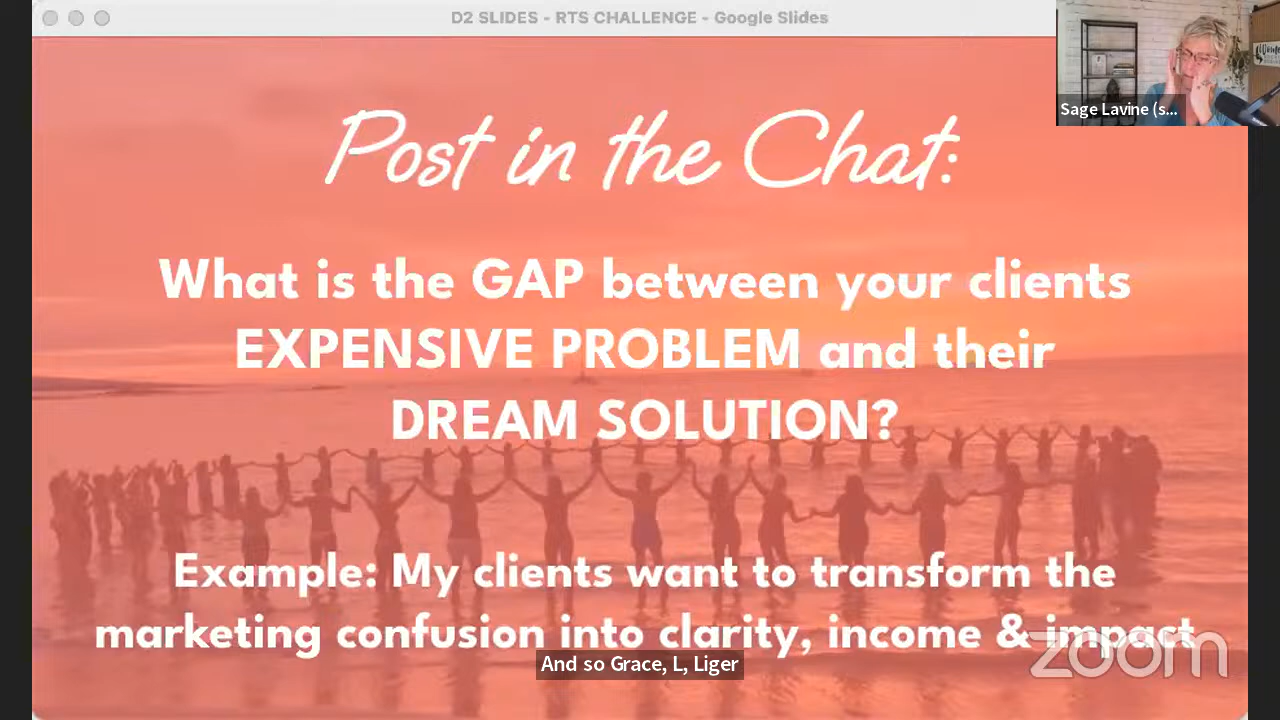 D2 SLIDES - RTS CHALLENGE - Google Slides
Sage Lavine (s...
Post in the Chat:
What is the GAP between your clients
EXPENSIVE PROBLEM and their
DREAM SOLUTION?
Example: My clients want to transform the
marketing confusion into clarity, income & impact
And so Grace, L, Liger
zoom